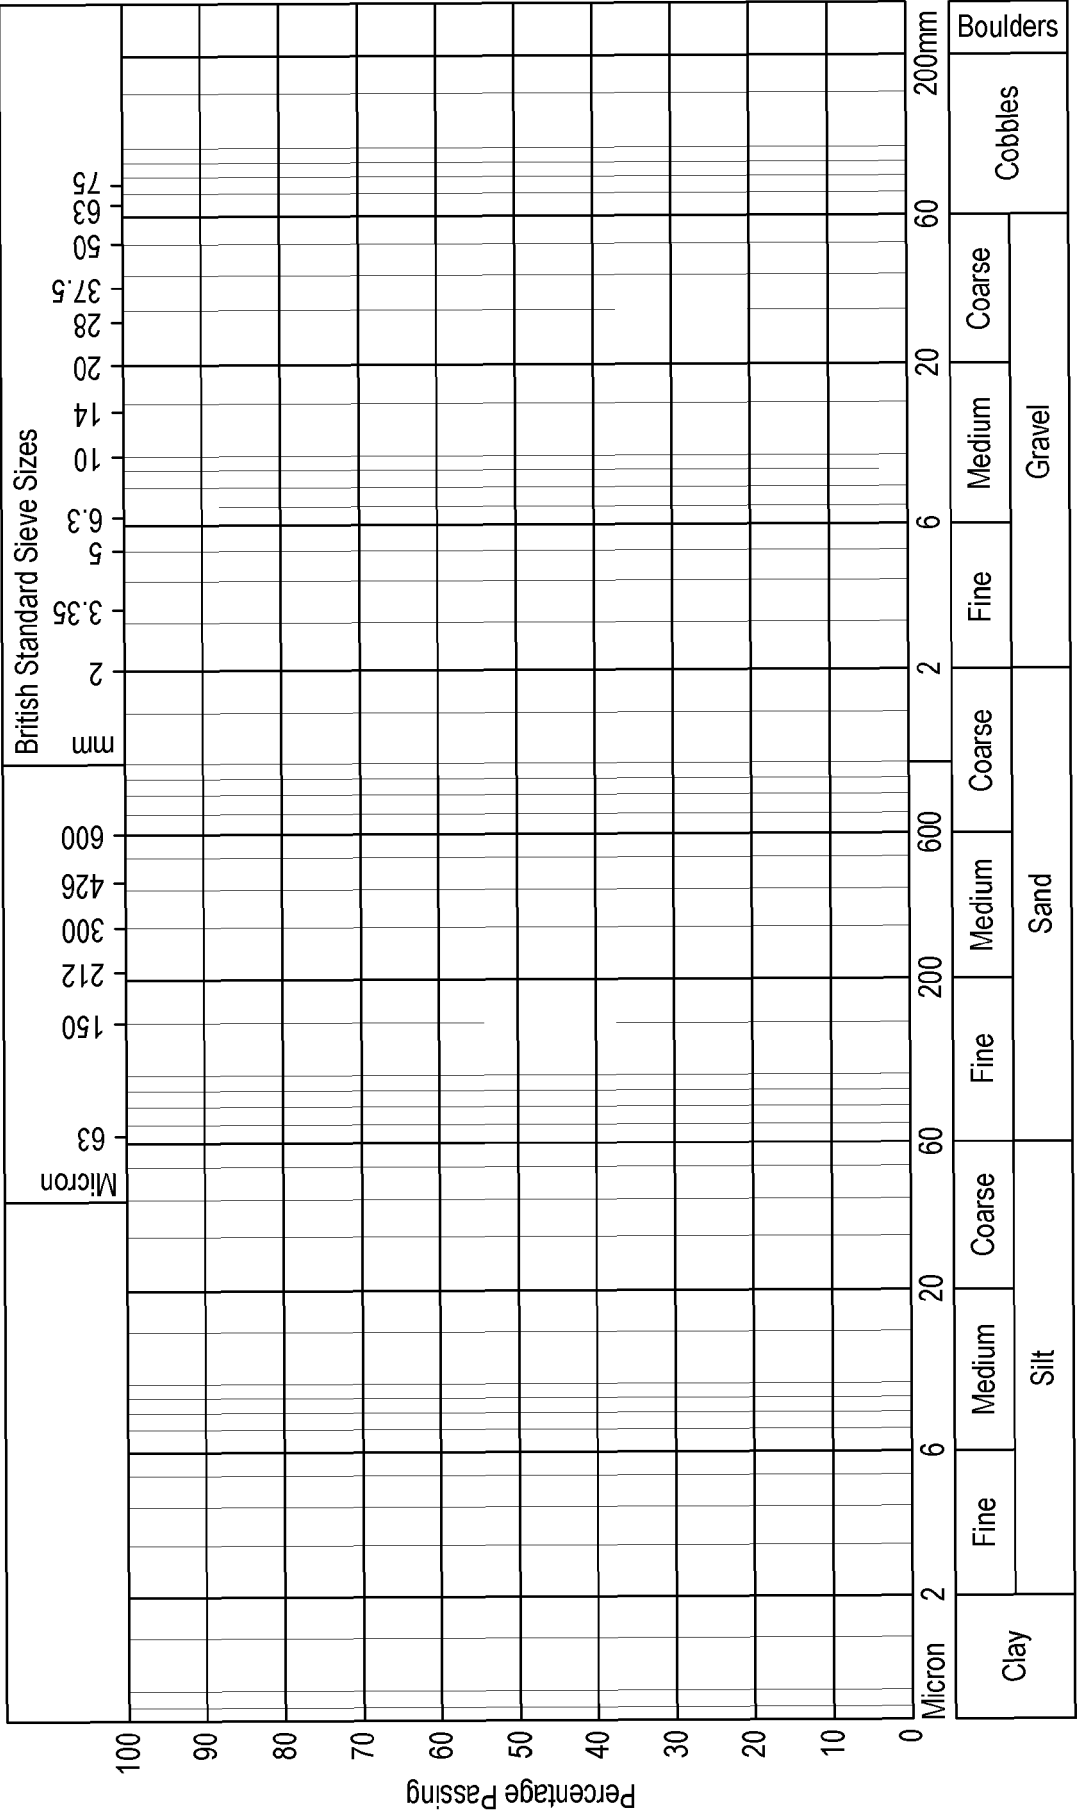 British Standard Sieve Sizes
Micron
63
150
212
300
426
600
mm
2
3.35
5
6.3
10
14
20
28
37.5
50
63
75
Percentage Passing
100
90
80
70
60
50
40
30
20
10
0
Micron
2
6
20
60
200
600
2
6
20
60
200mm
Clay
Fine
Medium
Coarse
Fine
Medium
Coarse
Fine
Medium
Coarse
Cobbles
Boulders
Silt
Sand
Gravel